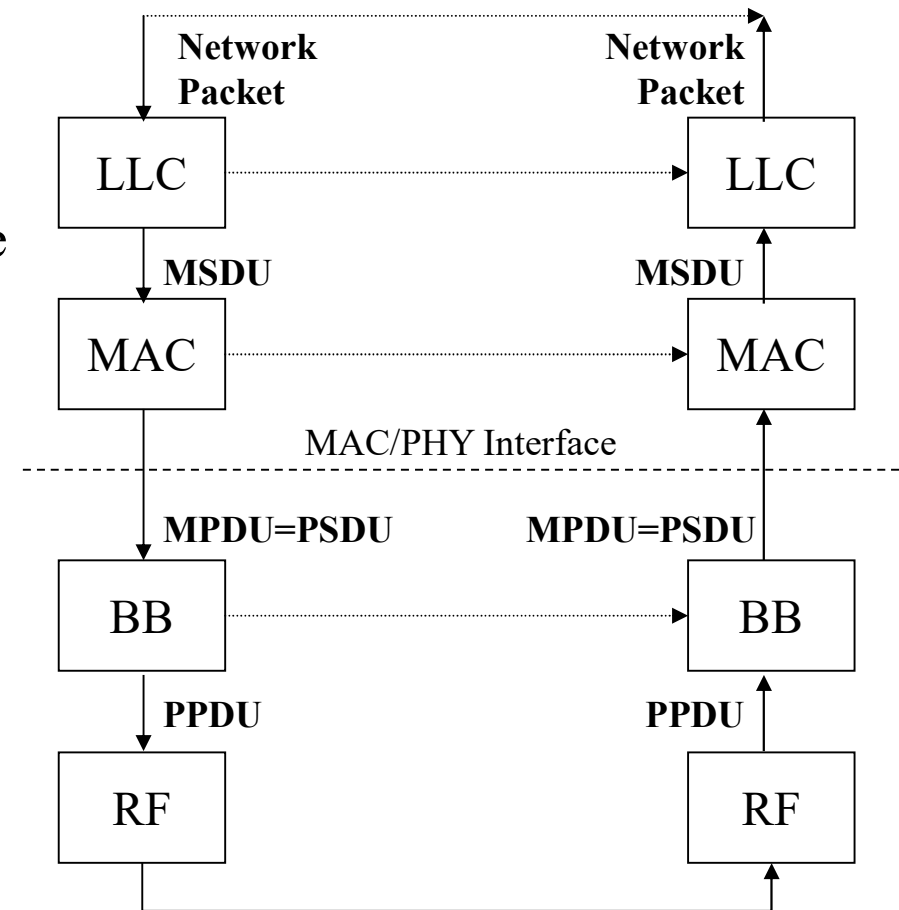 Network
Packet
Network
Packet
LLC
LLC
e
MSDU
MSDU
MAC
MAC
MAC/PHY Interface
MPDU=PSDU
MPDU=PSDU
BB
BB
PPDU
PPDU
RF
RF